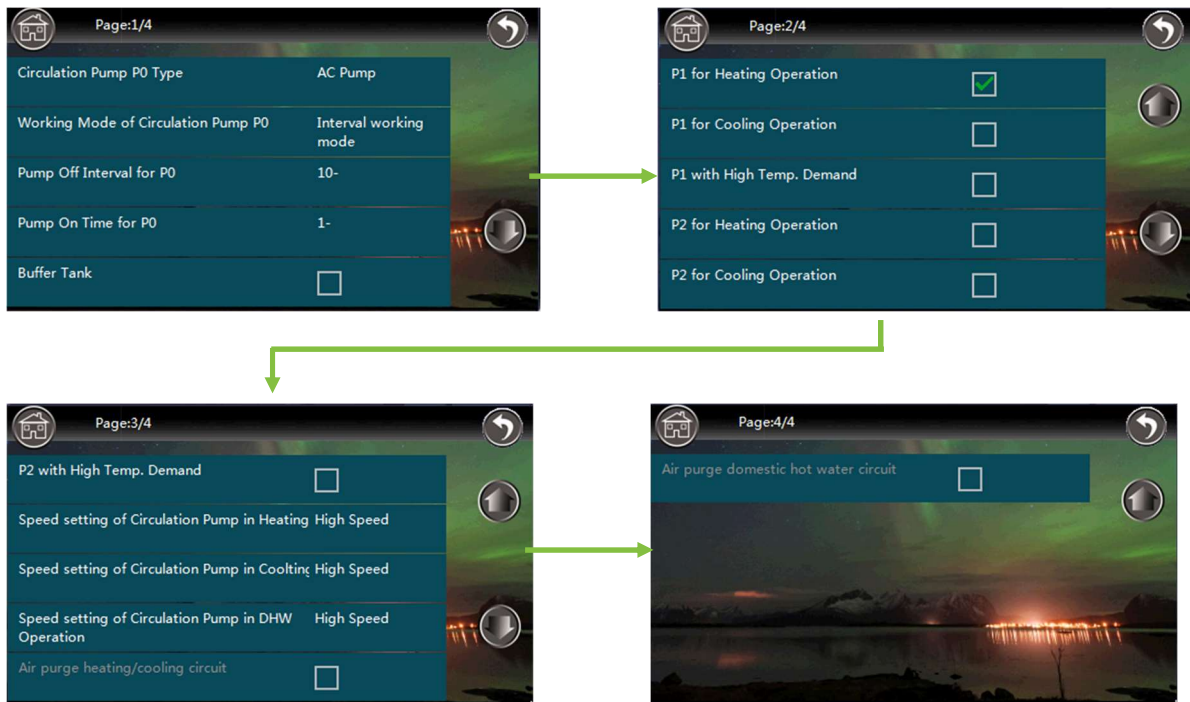 Page:1/4
Circulation Pump P0 Type AC Pump
Working Mode of Circulation Pump P0 Interval working
mode
Pump Off Interval for P0 10-
Pump On Time for P0 1-
Buffer Tank
Page:2/4
P1 for Heating Operation
P1 for Cooling Operation
P1 with High Temp. Demand
P2 for Heating Operation
P2 for Cooling Operation
Page:3/4
P2 with High Temp. Demand
Speed setting of Circulation Pump in Heating High Speed
Speed setting of Circulation Pump in Coolting High Speed
Speed setting of Circulation Pump in DHW High Speed
Operation
Air purge heating/cooling circuit
Page:4/4
Air purge domestic hot water circuit